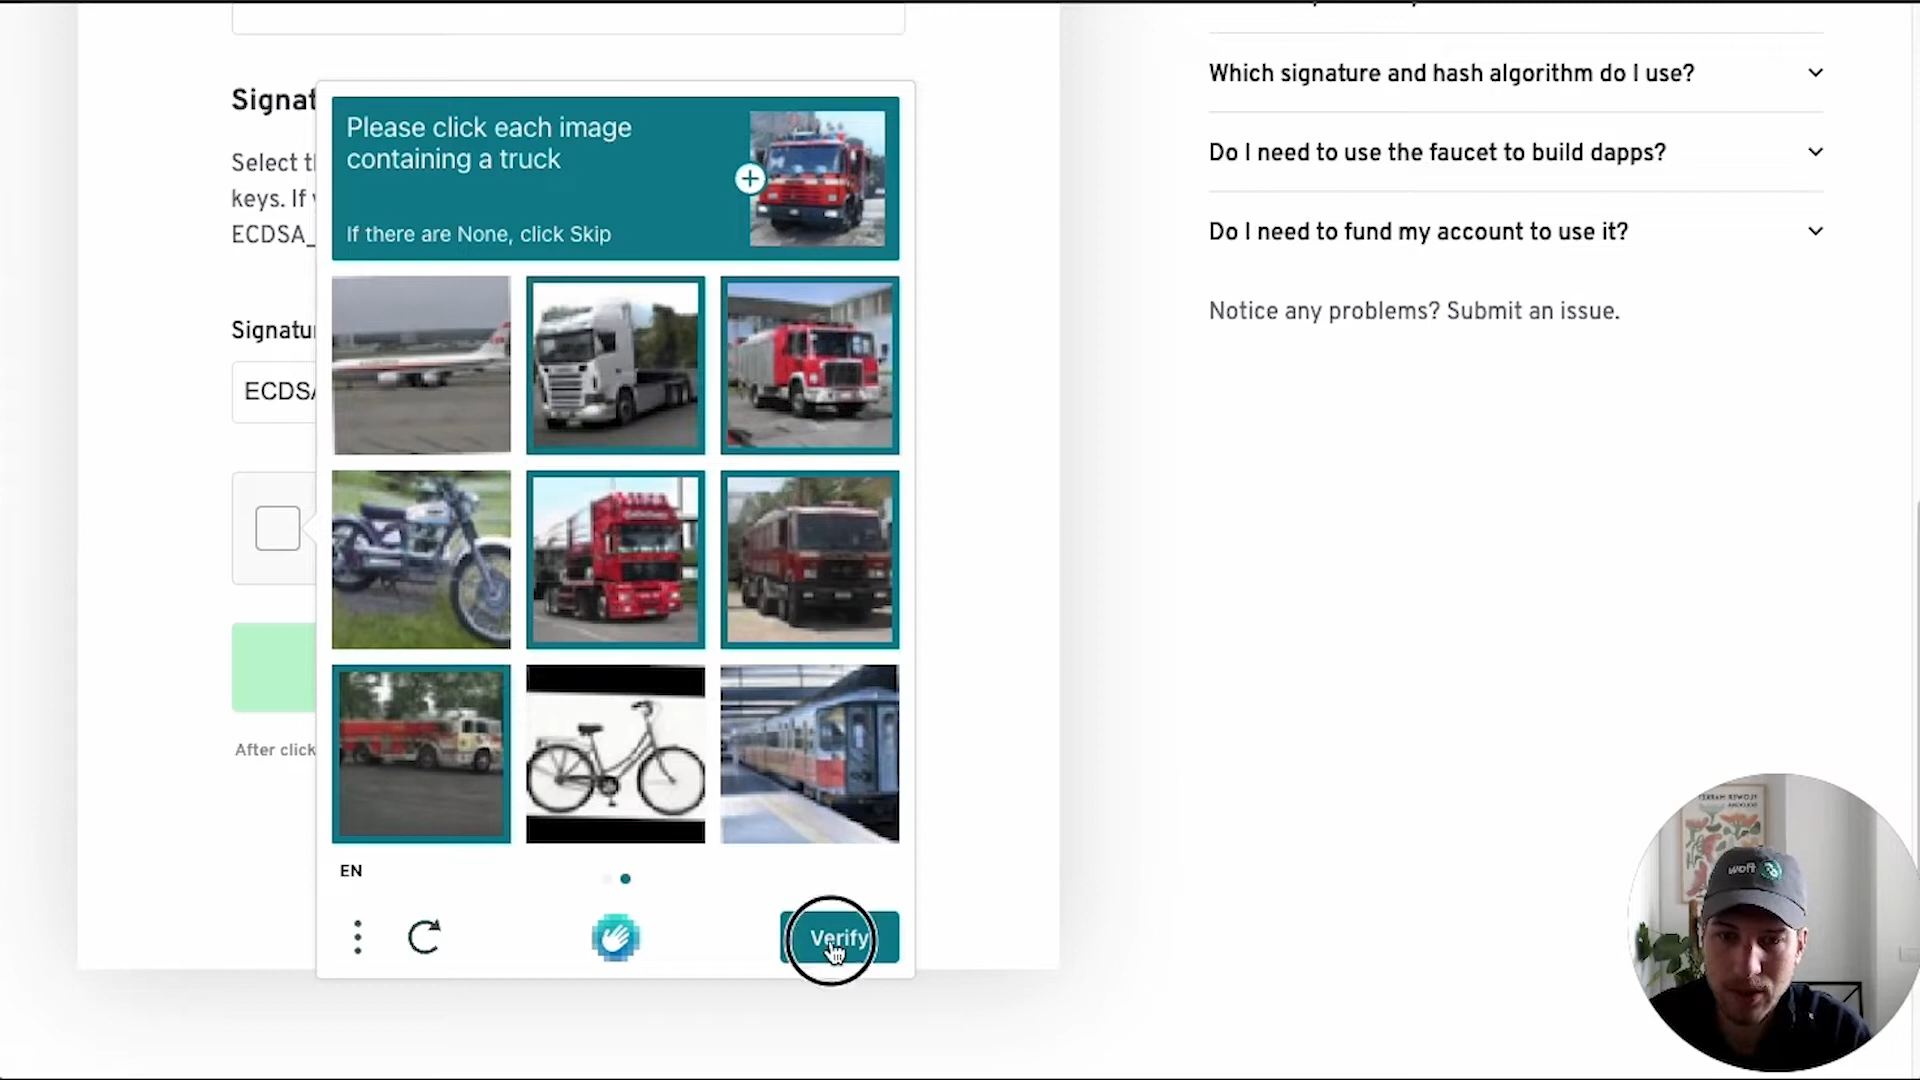 Signat
Select t
keys. If
ECDSA_
Signatu
ECDSA
After click
Please click each image
containing a truck
If there are None, click Skip
EN
Verify
Which signature and hash algorithm do I use?
Do I need to use the faucet to build dapps?
Do I need to fund my account to use it?
Notice any problems? Submit an issue.